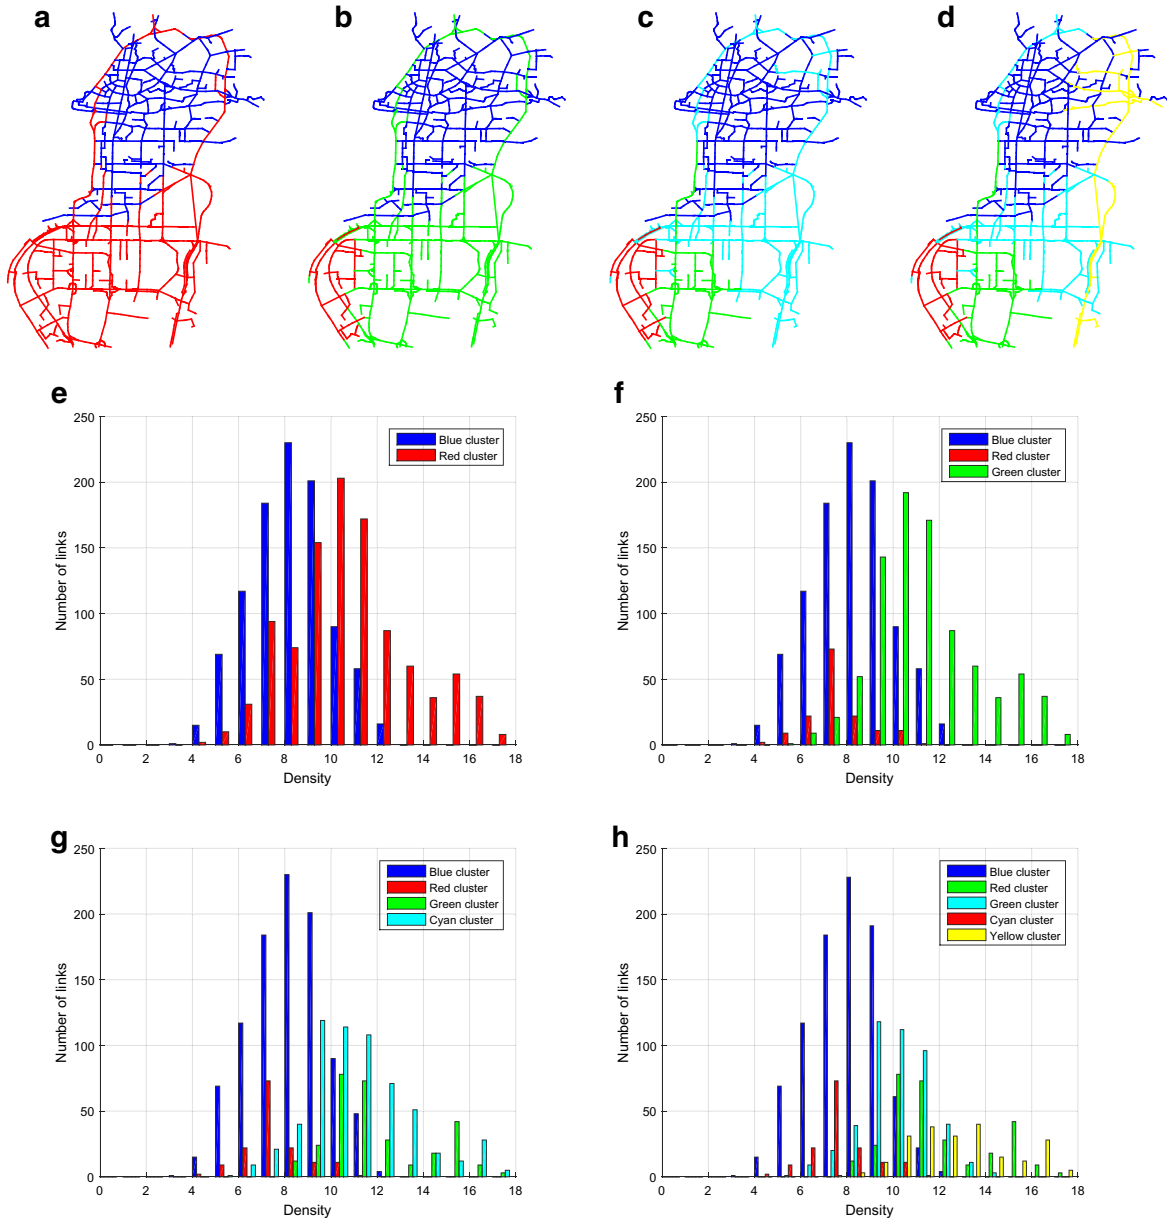 a
b
c
d
e
250
200
150
100
50
0
0 2 4 6 8 10 12 14 16 18
Number of links
Density
Blue cluster
Red cluster
f
250
200
150
100
50
0
0 2 4 6 8 10 12 14 16 18
Number of links
Density
Blue cluster
Red cluster
Green cluster
g
250
200
150
100
50
0
0 2 4 6 8 10 12 14 16 18
Number of links
Density
Blue cluster
Red cluster
Green cluster
Cyan cluster
h
250
200
150
100
50
0
0 2 4 6 8 10 12 14 16 18
Number of links
Density
Blue cluster
Red cluster
Green cluster
Cyan cluster
Yellow cluster